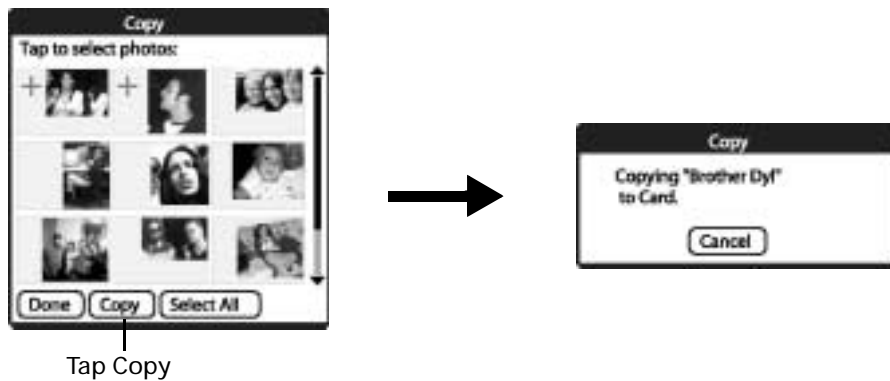 Copy
Tap to select photos:
Done Copy Select All
Tap Copy
Copy
Copying "Brother Dyl"
to Card.
Cancel